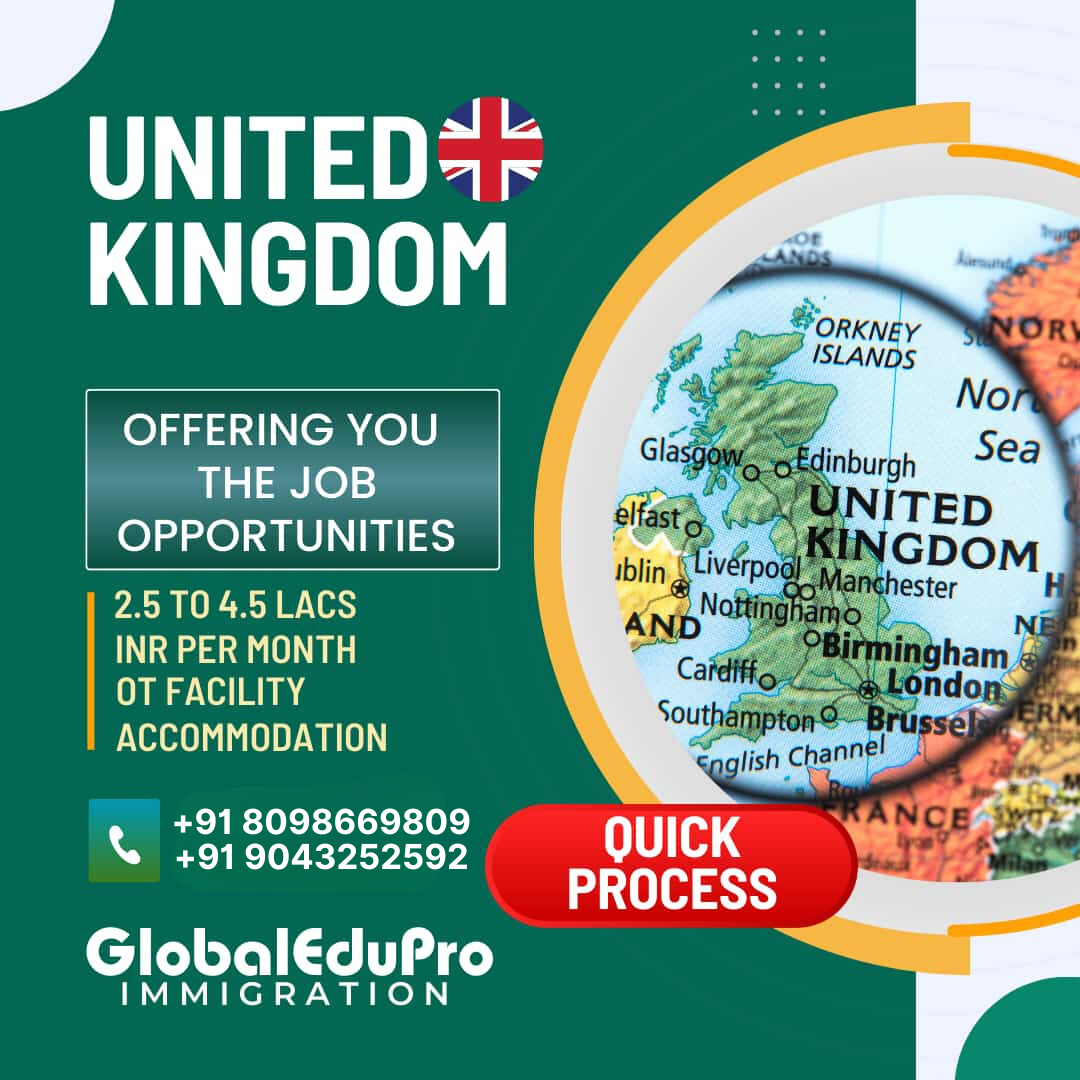 UNITED
KINGDOM
OFFERING YOU
THE JOB
OPPORTUNITIES
2.5 TO 4.5 LACS
INR PER MONTH
OT FACILITY
ACCOMMODATION
+91 8098669809
+91 9043252592
QUICK
PROCESS
GlobalEduPro
IMMIGRATION
ORKNEY
ISLANDS
Sea
Glasgow
Edinburgh
UNITED
KINGDOM
elfast
Liverpool
ublin
Manchester
Nottingham
AND
Birmingham
Cardiff
London
Southampton
Brussels
English Channel
FRANCE
Milan